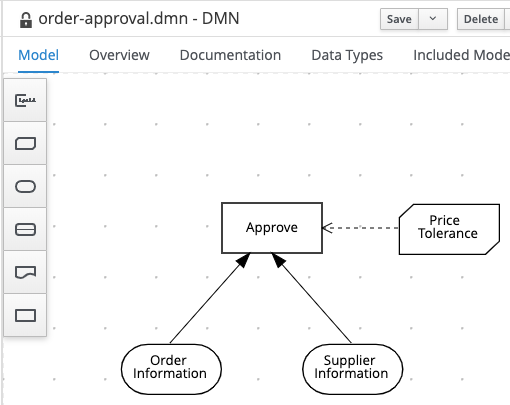 order-approval.dmn - DMN
Save
Delete
Model
Overview
Documentation
Data Types
Included Mode
Approve
Price
Tolerance
Order
Information
Supplier
Information